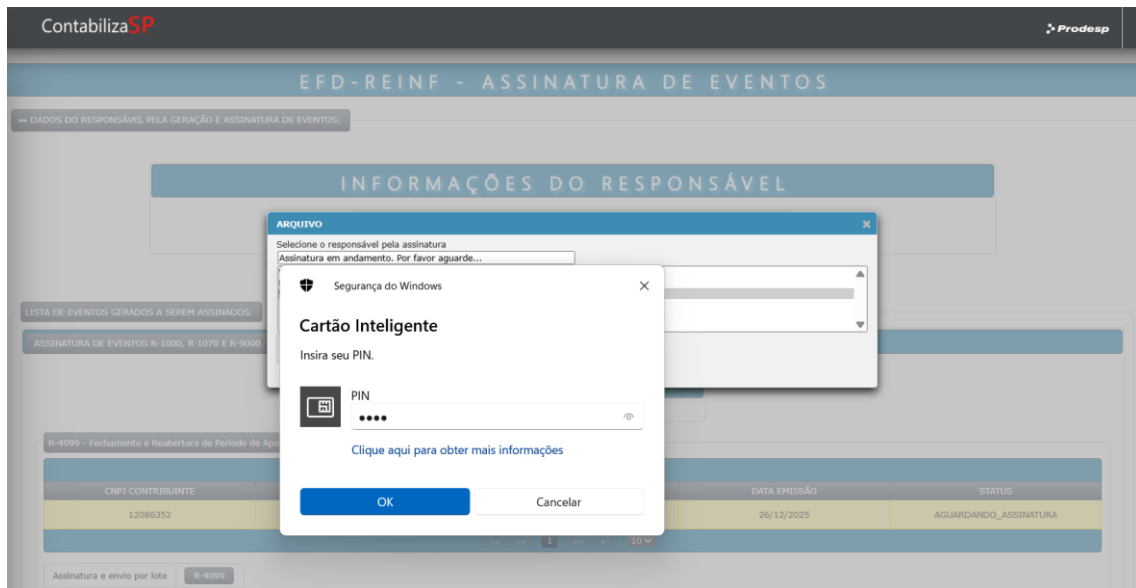 ContabilizaSP
Prodesp
EFD-REINF - ASSINATURA DE EVENTOS
DADOS DO RESPONSÁVEL PELA GERAÇÃO E ASSINATURA DE EVENTOS:
INFORMAÇÕES DO RESPONSÁVEL
ARQUIVO
Selecione o responsável pela assinatura
Assinatura em andamento. Por favor aguarde...
Segurança do Windows
Cartão Inteligente
Insira seu PIN.
PIN
••••
Clique aqui para obter mais informações
OK
Cancelar
LISTA DE EVENTOS GERADOS A SEREM ASSINADOS:
ASSINATURA DE EVENTOS R-1000, R-1070 E R-9000
R-4099 - Fechamento e Reabertura de Período de
CNPJ CONTRIBUINTE DATA EMISSÃO STATUS
12086352 26/12/2025 AGUARDANDO_ASSINATURA
1 10
Assinatura e envio por lote R-4099